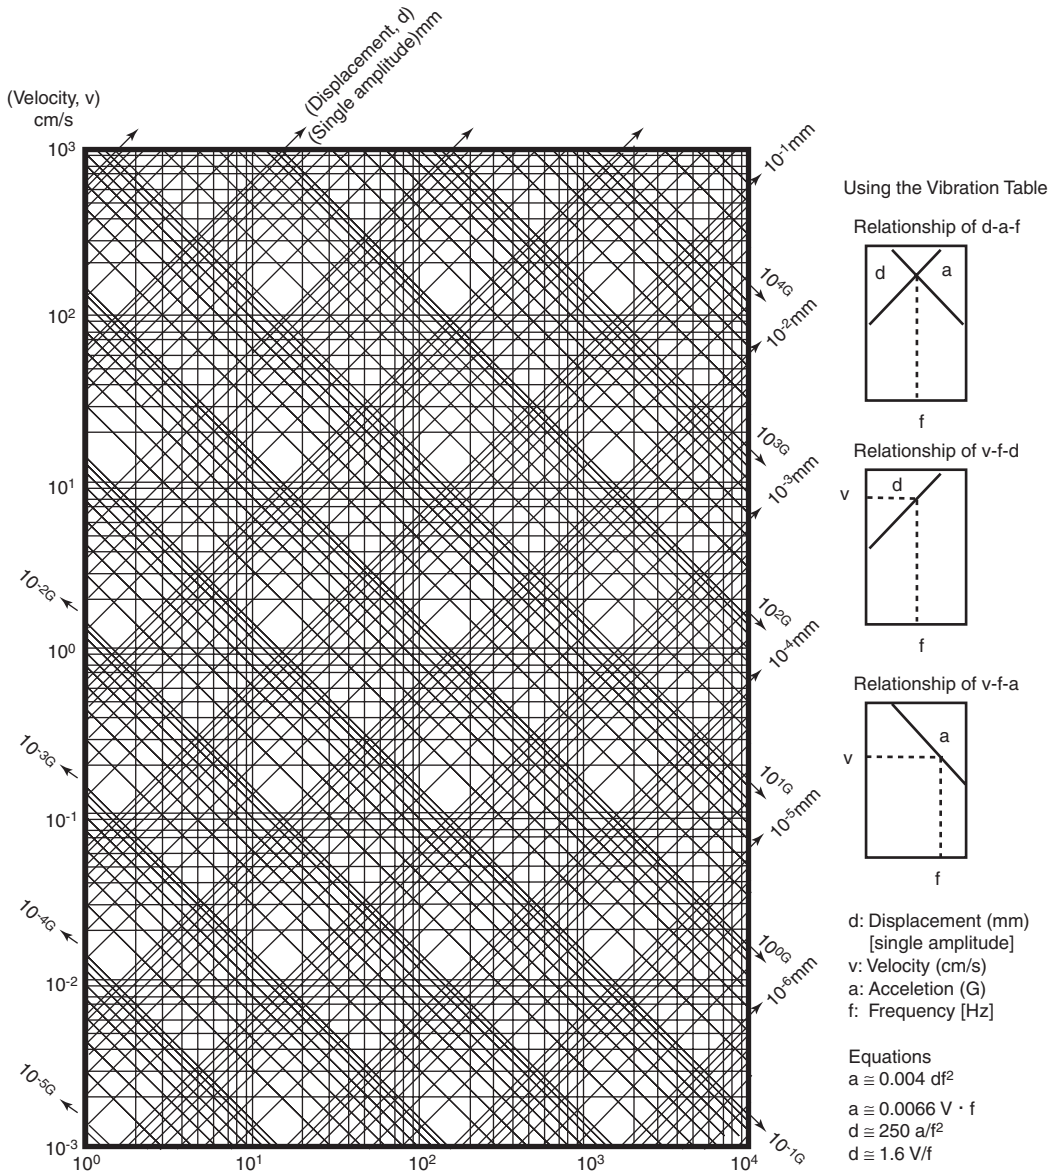 (Displacement, d)
(Single amplitude)mm
(Velocity, v)
cm/s
10³
10²
10¹
10⁰
10⁻¹
10⁻²
10⁻³
10⁻²G
10⁻³G
10⁻⁴G
10⁻⁵G
10⁰
10¹
10²
10³
10⁴
10⁻¹mm
10⁴G
10⁻²mm
10³G
10⁻³mm
10²G
10⁻⁴mm
10¹G
10⁻⁵mm
10⁰G
10⁻⁶mm
10⁻¹G
Using the Vibration Table
Relationship of d-a-f
d
a
f
Relationship of v-f-d
v
d
f
Relationship of v-f-a
a
v
f
d: Displacement (mm)
[single amplitude]
v: Velocity (cm/s)
a: Acceletion (G)
f: Frequency [Hz]
Equations
a ≅ 0.004 df²
a ≅ 0.0066 V · f
d ≅ 250 a/f²
d ≅ 1.6 V/f